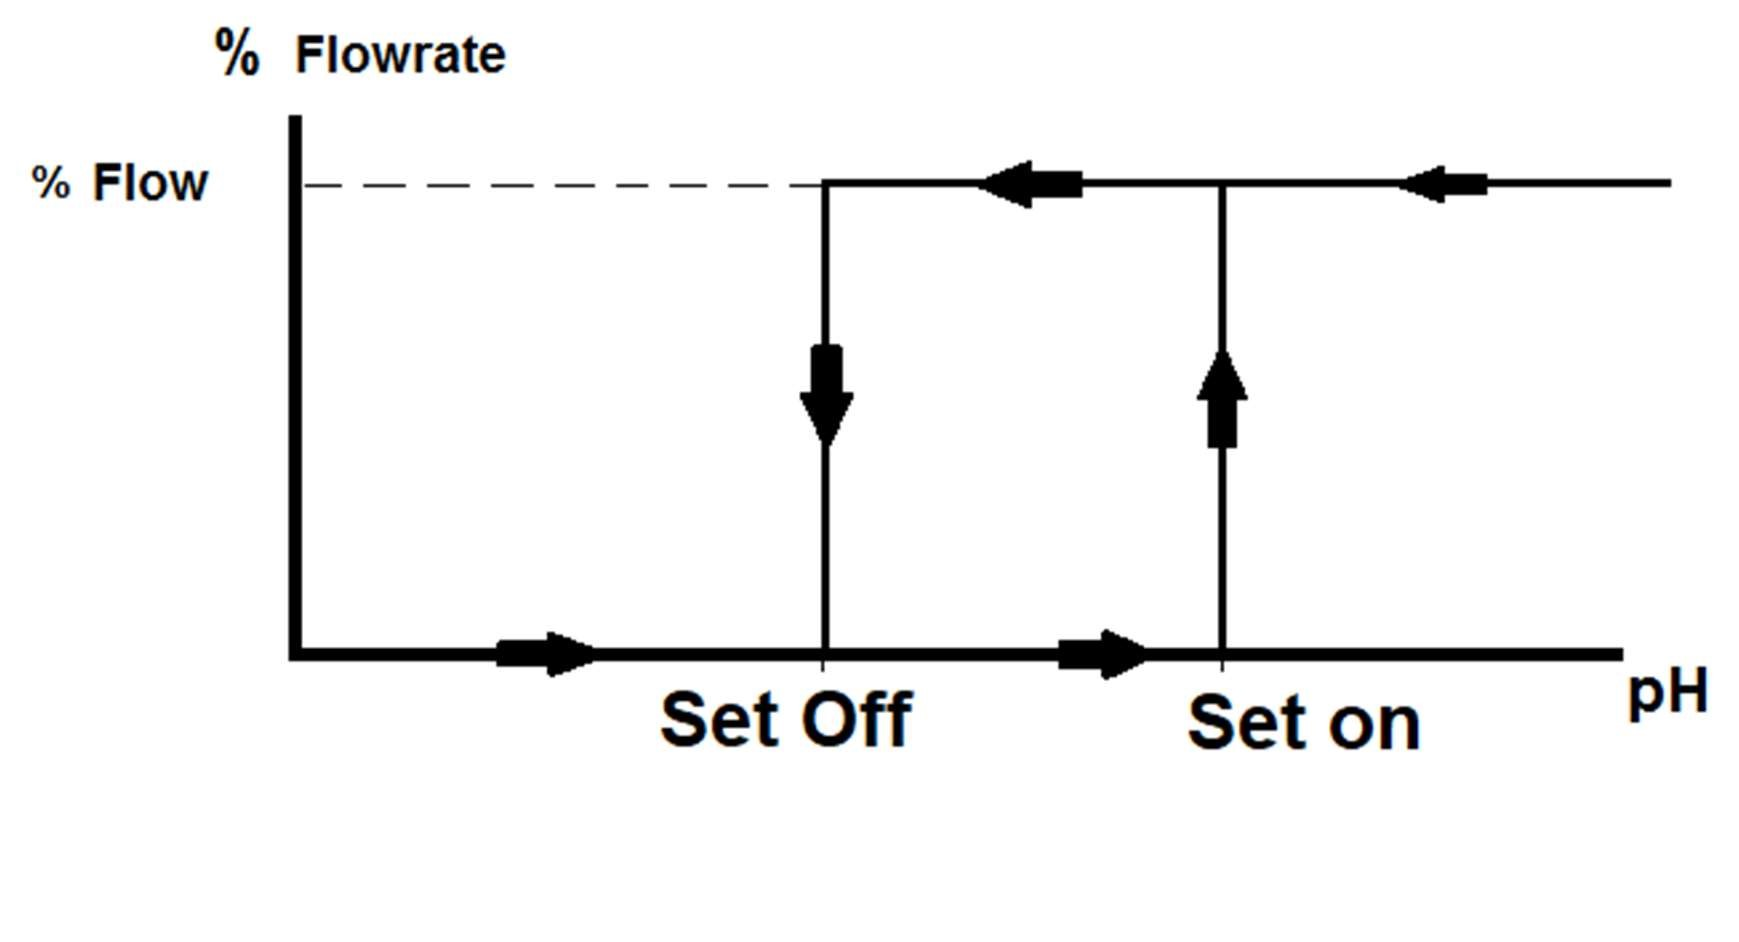 % Flowrate
% Flow
pH
Set Off
Set on